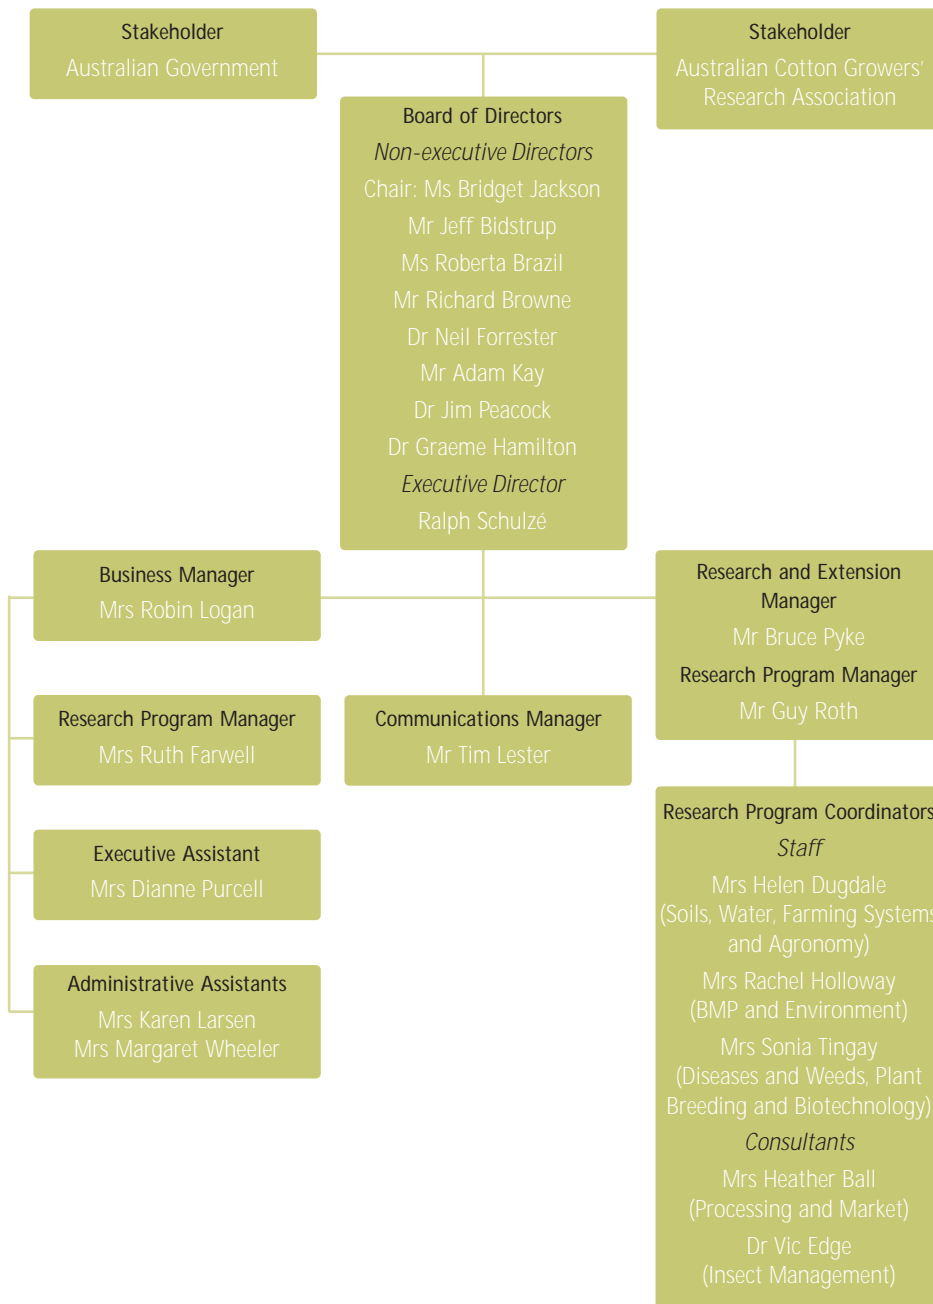 Stakeholder
Australian Government
Stakeholder
Australian Cotton Growers'
Research Association
Board of Directors
Non-executive Directors
Chair: Ms Bridget Jackson
Mr Jeff Bidstrup
Ms Roberta Brazil
Mr Richard Browne
Dr Neil Forrester
Mr Adam Kay
Dr Jim Peacock
Dr Graeme Hamilton
Executive Director
Ralph Schulzé
Business Manager
Mrs Robin Logan
Research Program Manager
Mrs Ruth Farwell
Executive Assistant
Mrs Dianne Purcell
Administrative Assistants
Mrs Karen Larsen
Mrs Margaret Wheeler
Communications Manager
Mr Tim Lester
Research and Extension
Manager
Mr Bruce Pyke
Research Program Manager
Mr Guy Roth
Research Program Coordinators
Staff
Mrs Helen Dugdale
(Soils, Water, Farming Systems
and Agronomy)
Mrs Rachel Holloway
(BMP and Environment)
Mrs Sonia Tingay
(Diseases and Weeds, Plant
Breeding and Biotechnology)
Consultants
Mrs Heather Ball
(Processing and Market)
Dr Vic Edge
(Insect Management)